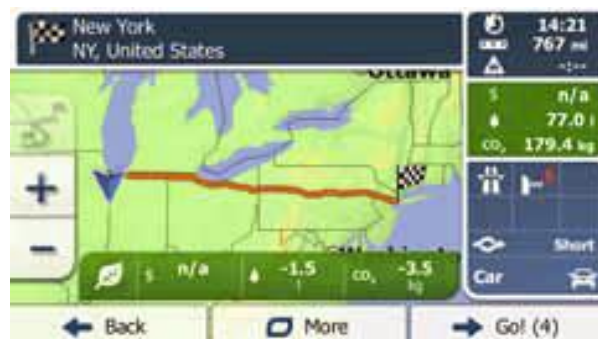 New York
NY, United States
14:21
767 mi
-:--
Ottawa
$ n/a
77.0 l
CO₂ 179.4 kg
+
-
Short
Car
$ n/a
-1.5
l
CO₂ -3.5
kg
Back
More
Go! (4)